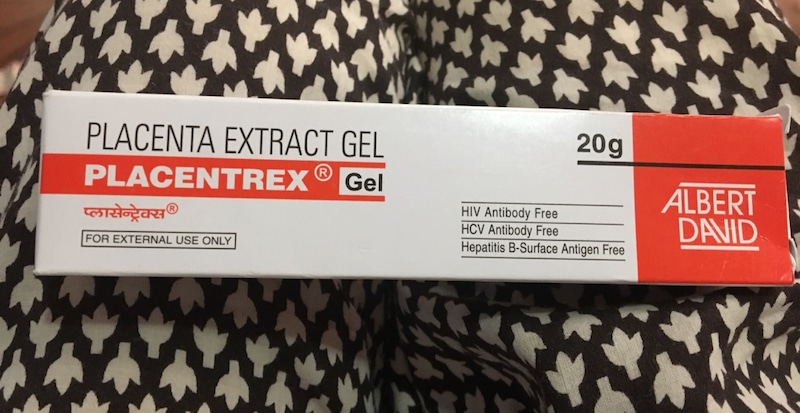 PLACENTA EXTRACT GEL
PLACENTREX® Gel
प्लासेन्ट्रेक्स®
FOR EXTERNAL USE ONLY
20g
HIV Antibody Free
HCV Antibody Free
Hepatitis B-Surface Antigen Free
ALBERT
DAVID